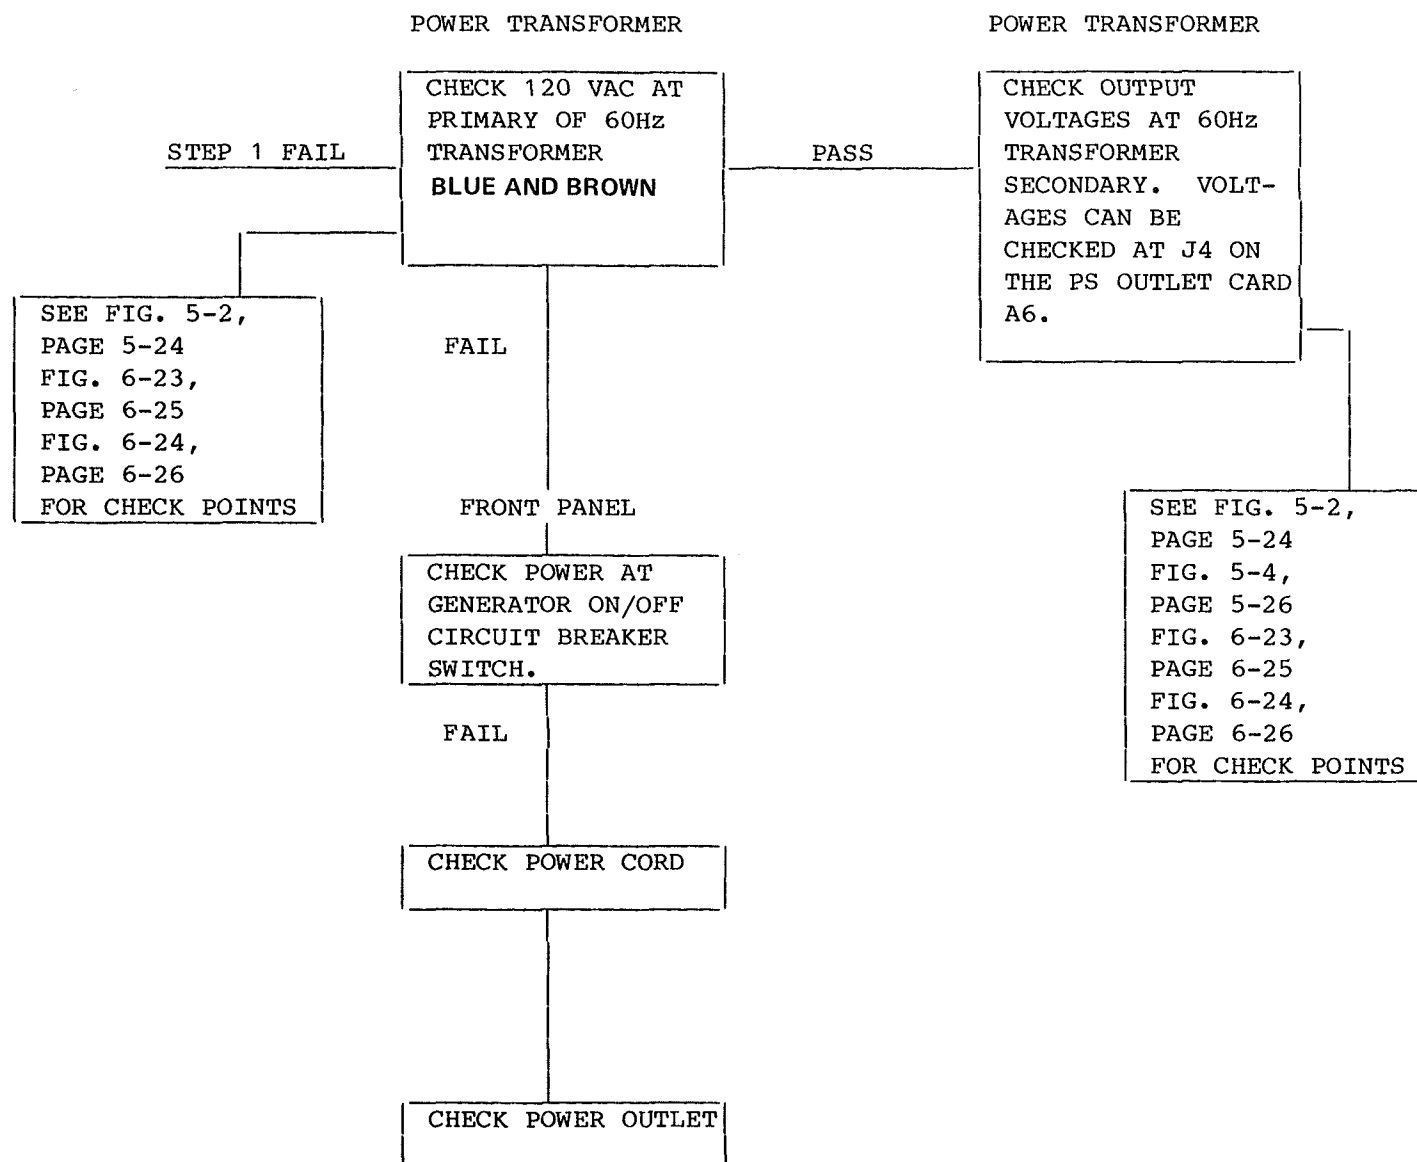 POWER TRANSFORMER
CHECK 120 VAC AT
PRIMARY OF 60Hz
TRANSFORMER
BLUE AND BROWN
STEP 1 FAIL
PASS
POWER TRANSFORMER
CHECK OUTPUT
VOLTAGES AT 60Hz
TRANSFORMER
SECONDARY. VOLT-
AGES CAN BE
CHECKED AT J4 ON
THE PS OUTLET CARD
A6.
SEE FIG. 5-2,
PAGE 5-24
FIG. 6-23,
PAGE 6-25
FIG. 6-24,
PAGE 6-26
FOR CHECK POINTS
FAIL
FRONT PANEL
CHECK POWER AT
GENERATOR ON/OFF
CIRCUIT BREAKER
SWITCH.
SEE FIG. 5-2,
PAGE 5-24
FIG. 5-4,
PAGE 5-26
FIG. 6-23,
PAGE 6-25
FIG. 6-24,
PAGE 6-26
FOR CHECK POINTS
FAIL
CHECK POWER CORD
CHECK POWER OUTLET